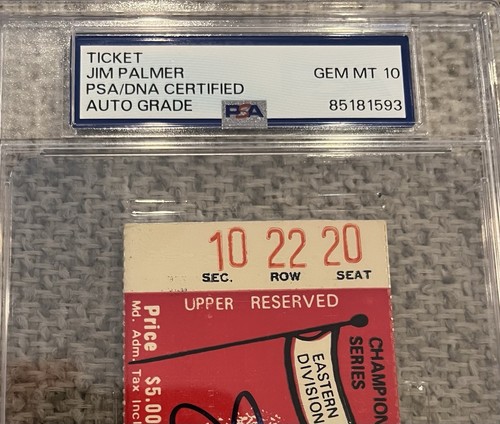 TICKET
JIM PALMER
GEM MT 10
PSA/DNA CERTIFIED
AUTO GRADE
85181593
PSA
10 22 20
SEC. ROW SEAT
UPPER RESERVED
Price $5.00
Md. Adm. Tax Incl
EASTERN
DIVISION
CHAMPION
SERIES